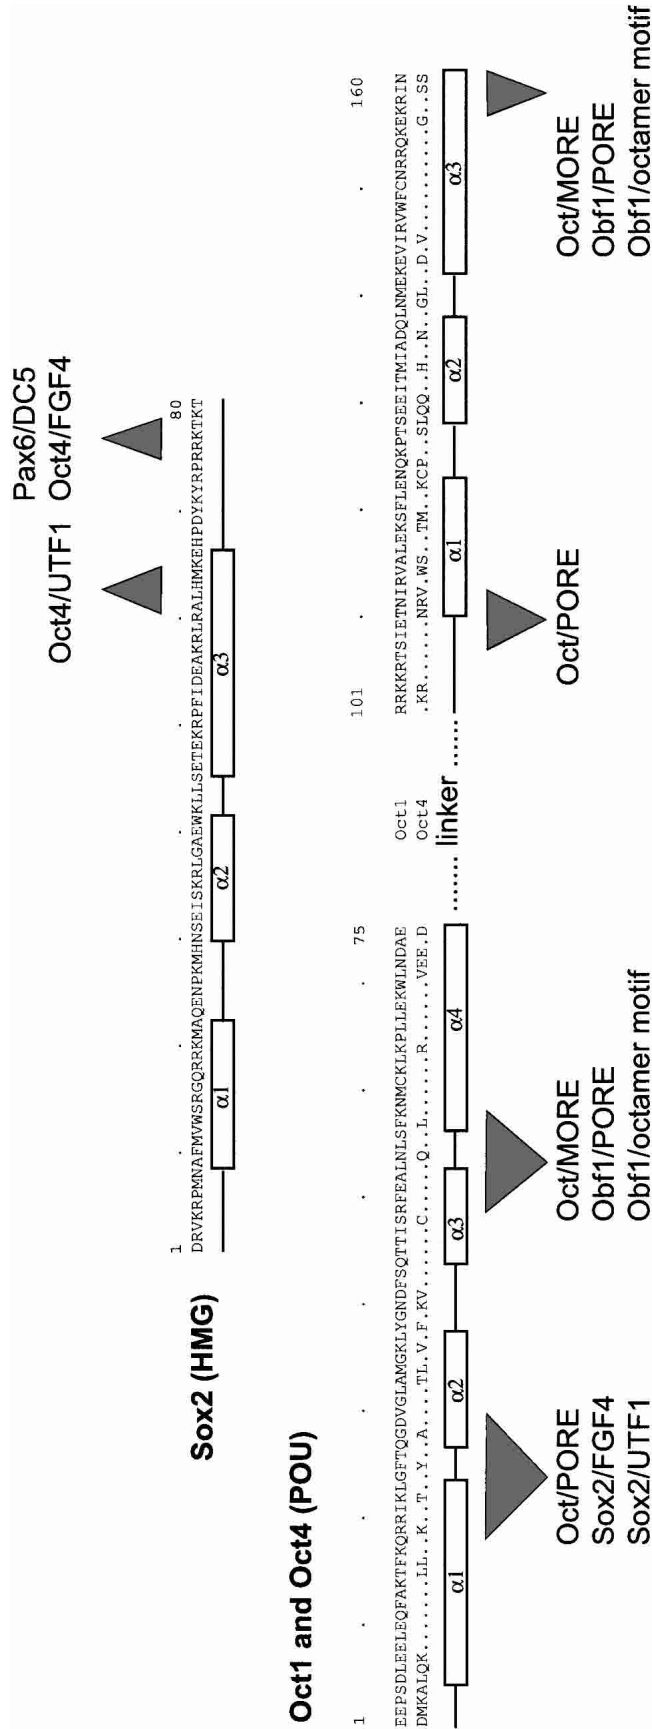 Pax6/DC5
Oct4/UTF1 Oct4/FGF4
1 . . . . . . . 80
DRVKRPMNAFMVWSRGQRRKMAQENPKMHNSEISKRLGAEWKLLSETEKRPFIDEAKRLRALHMKEHPDYKYRPRRKTKT
Sox2 (HMG)
α1 α2 α3
Oct1 and Oct4 (POU)
1 . . . . . . . 75 101 . . . . . 160
EEPSDLEELEQFAKTFKQRRIKLGFTQGDVGLAMGKLYGNDFSQTTISRFEALNLSFKNMCKLKPLLEKWLNDAE Oct1 RRKKRTSIETNIRVALEKSFLENQKPTSEEITMIADQLNMEKEVIRVWFCNRRQKEKRIN
DMKALQK.......LL..K..T..Y..A....TL.V.F.KV......C.....Q..L......R......VEE.D Oct4 .KR......NRV.WS..TM..KCP..SLQQ..H..N..GL..D.V..........G..SS
α1 α2 α3 α4 ...... linker ...... α1 α2 α3
Oct/PORE Oct/MORE Oct/PORE Oct/MORE
Sox2/FGF4 Obf1/PORE Obf1/PORE
Sox2/UTF1 Obf1/octamer motif Obf1/octamer motif